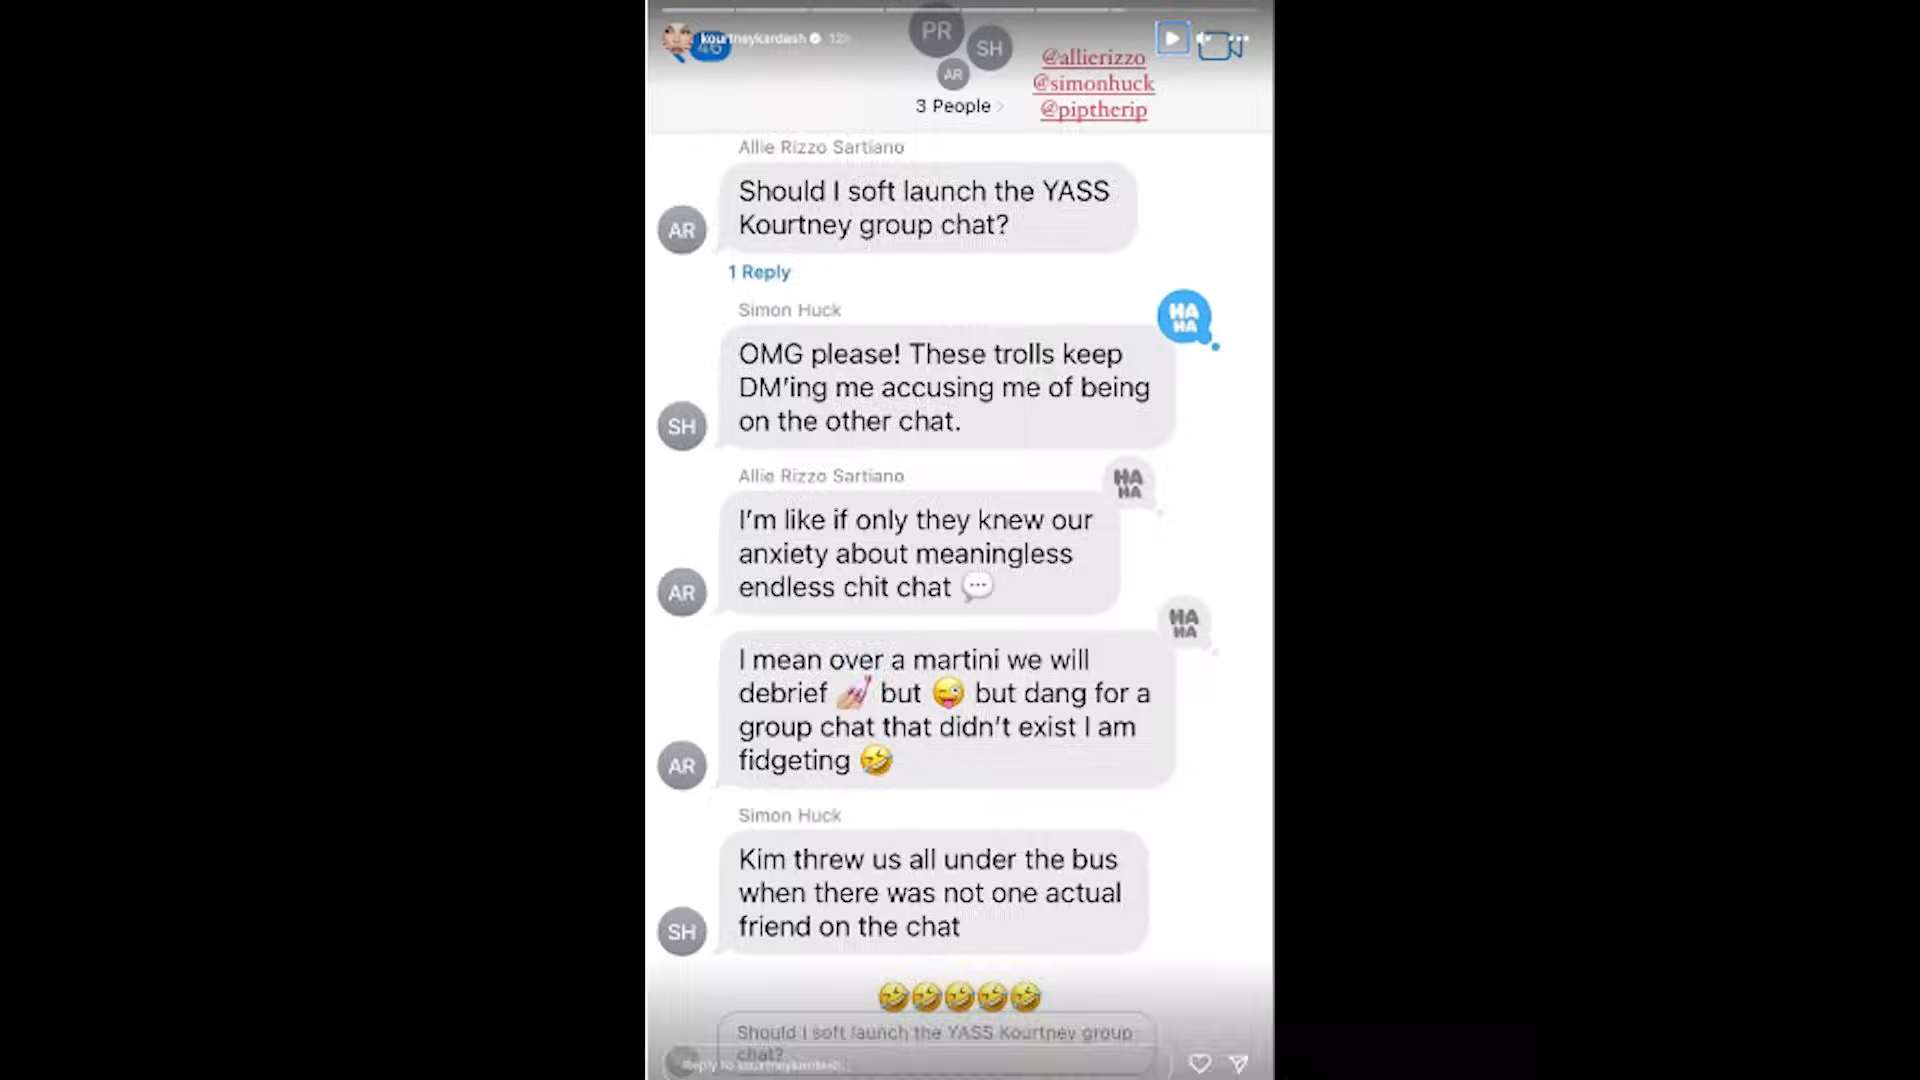 kourtneykardash 12h
46
PR
SH
AR
3 People
@allierizzo
@simonhuck
@piptherip
Allie Rizzo Sartiano
Should I soft launch the YASS
Kourtney group chat?
AR
1 Reply
Simon Huck
HA
HA
OMG please! These trolls keep
DM'ing me accusing me of being
on the other chat.
SH
Allie Rizzo Sartiano
HA
HA
I'm like if only they knew our
anxiety about meaningless
endless chit chat 💬
AR
HA
HA
I mean over a martini we will
debrief 💅🏼 but 😜 but dang for a
group chat that didn't exist I am
fidgeting 🤣
AR
Simon Huck
Kim threw us all under the bus
when there was not one actual
friend on the chat
SH
🤣🤣🤣🤣🤣
Should I soft launch the YASS Kourtney group
chat?
Reply to kourtneykardash...